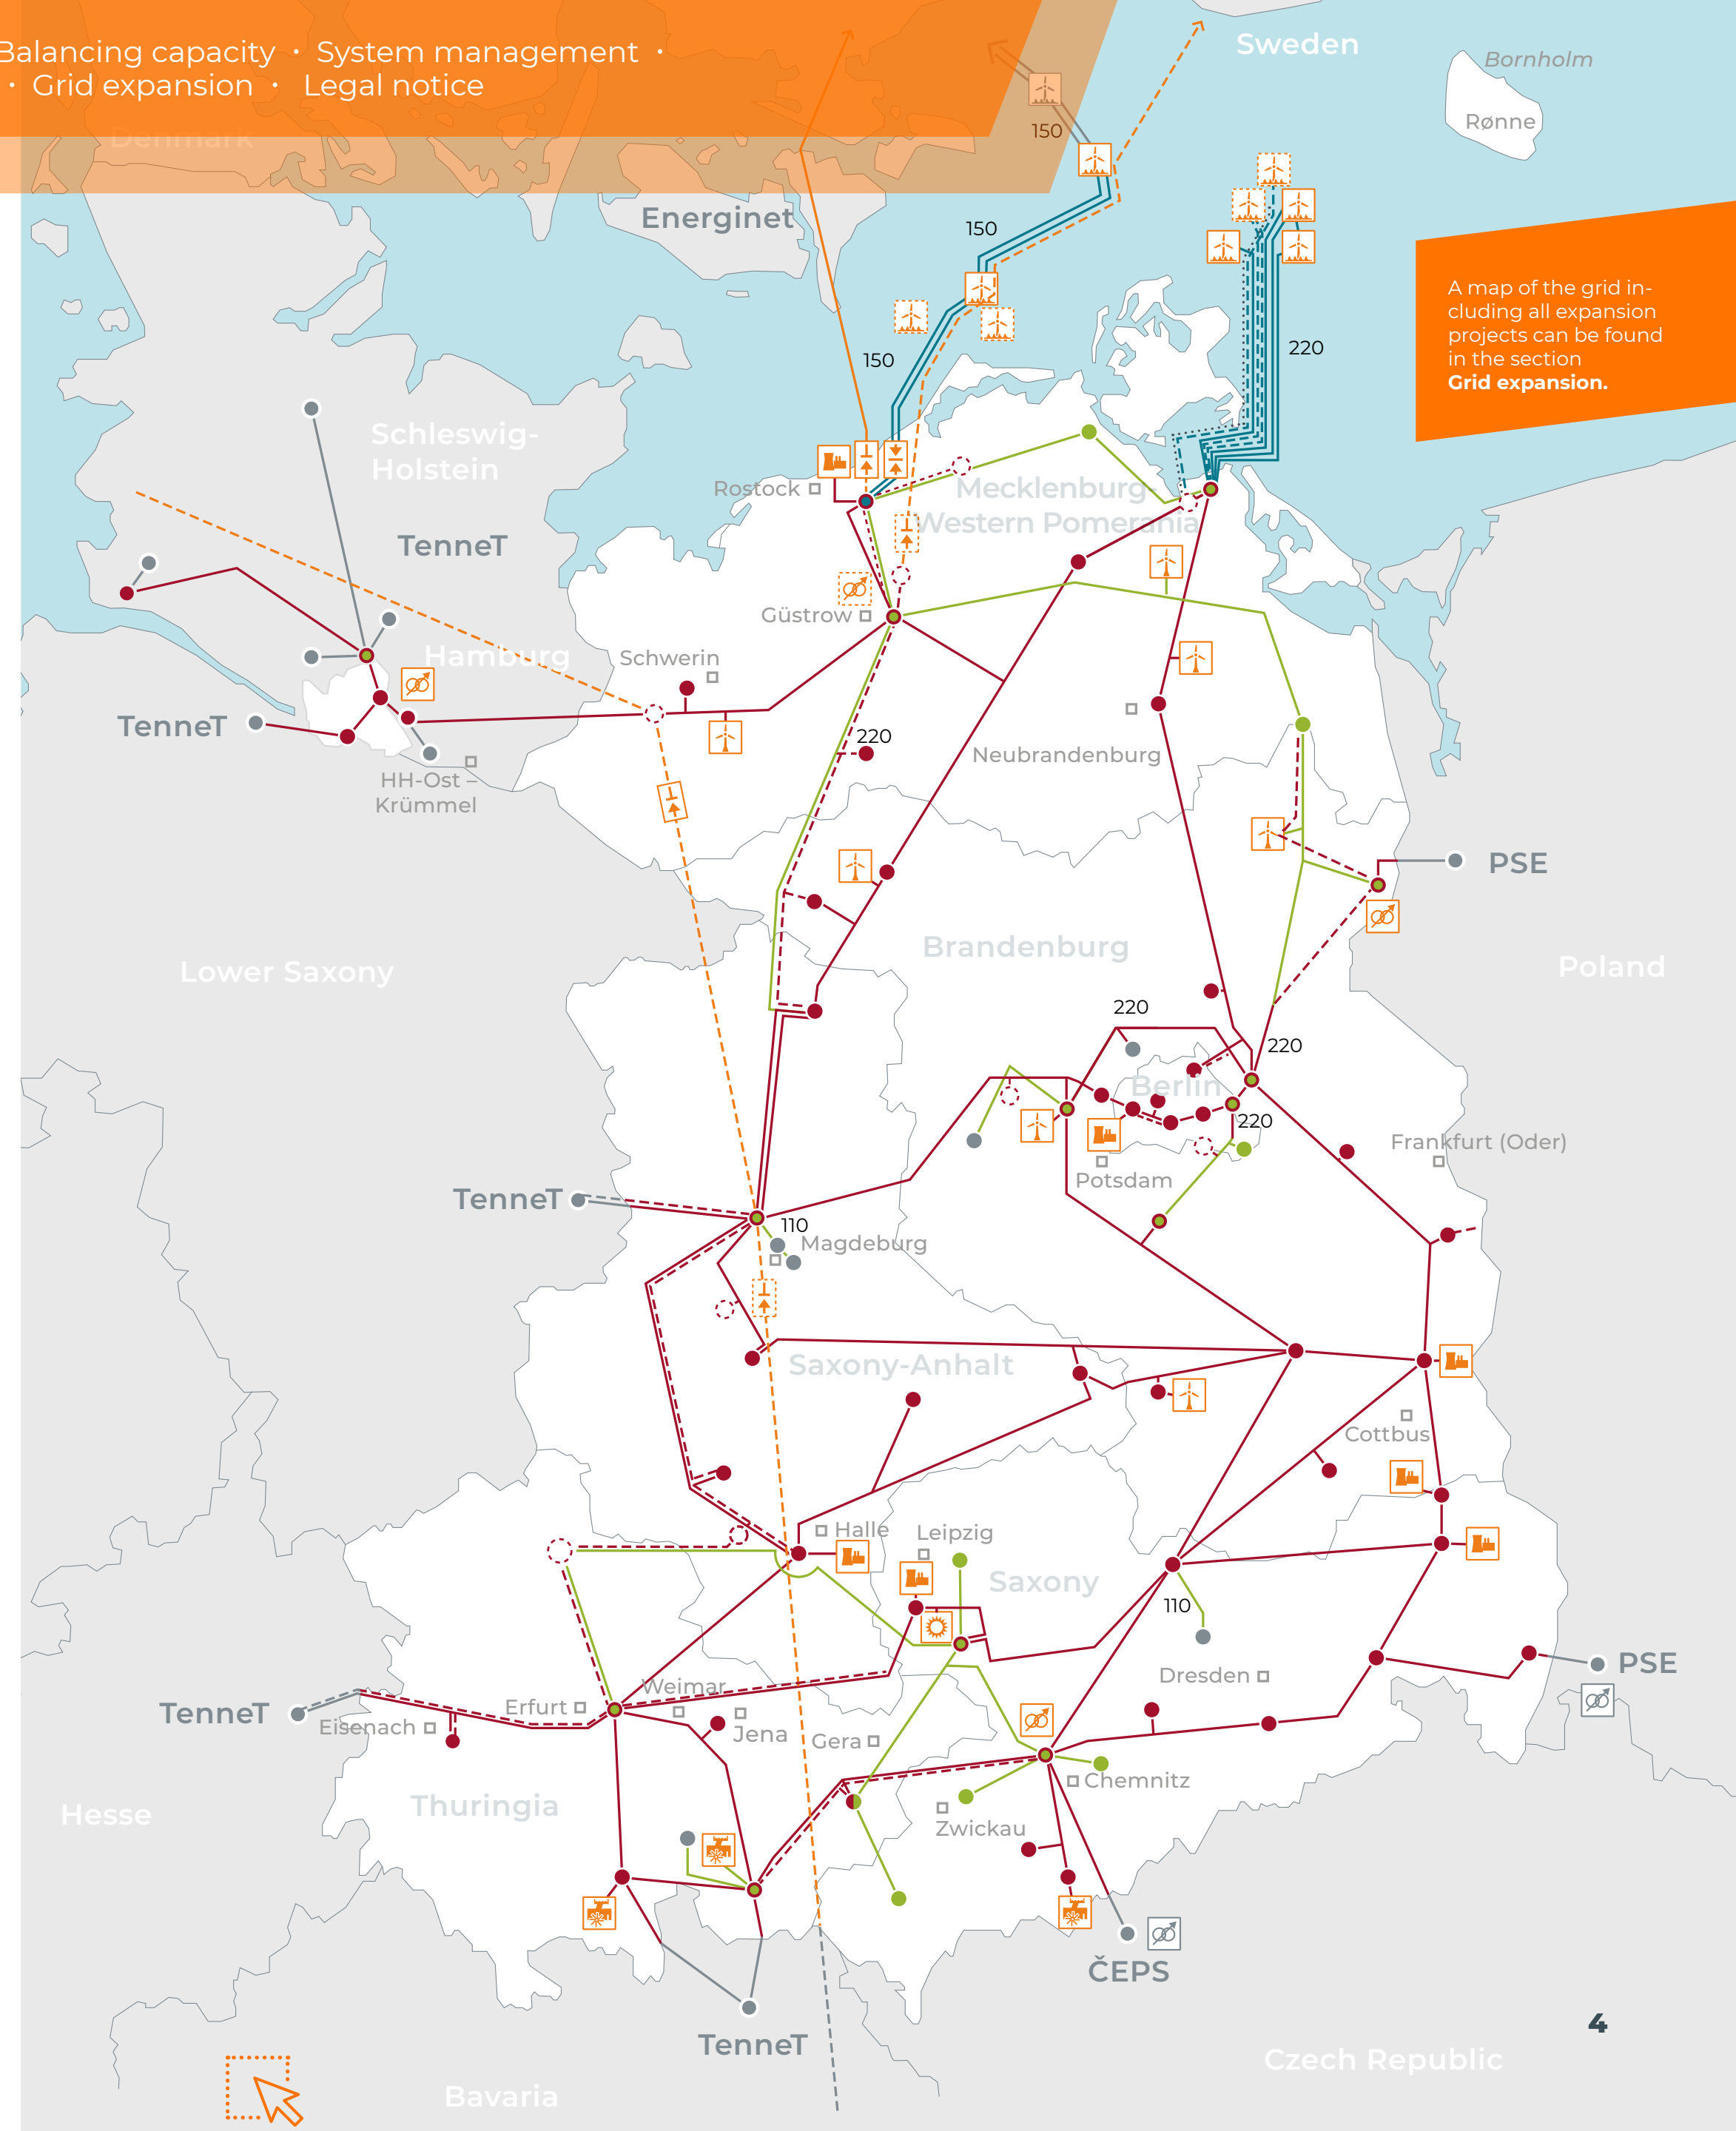 Balancing capacity • System management •
• Grid expansion • Legal notice
Denmark
Sweden
Bornholm
Rønne
150
Energinet
150
A map of the grid in-
cluding all expansion
projects can be found
in the section
Grid expansion.
220
150
Schleswig-
Holstein
Rostock
Mecklenburg-
Western Pomerania
TenneT
Güstrow
Hamburg
Schwerin
TenneT
220
Neubrandenburg
HH-Ost –
Krümmel
PSE
Brandenburg
Lower Saxony
Poland
220
220
Berlin
220
Frankfurt (Oder)
Potsdam
TenneT
110
Magdeburg
Saxony-Anhalt
Cottbus
Halle
Leipzig
Saxony
110
Dresden
PSE
Weimar
Erfurt
TenneT
Eisenach
Jena
Gera
Chemnitz
Thuringia
Hesse
Zwickau
ČEPS
4
TenneT
Czech Republic
Bavaria